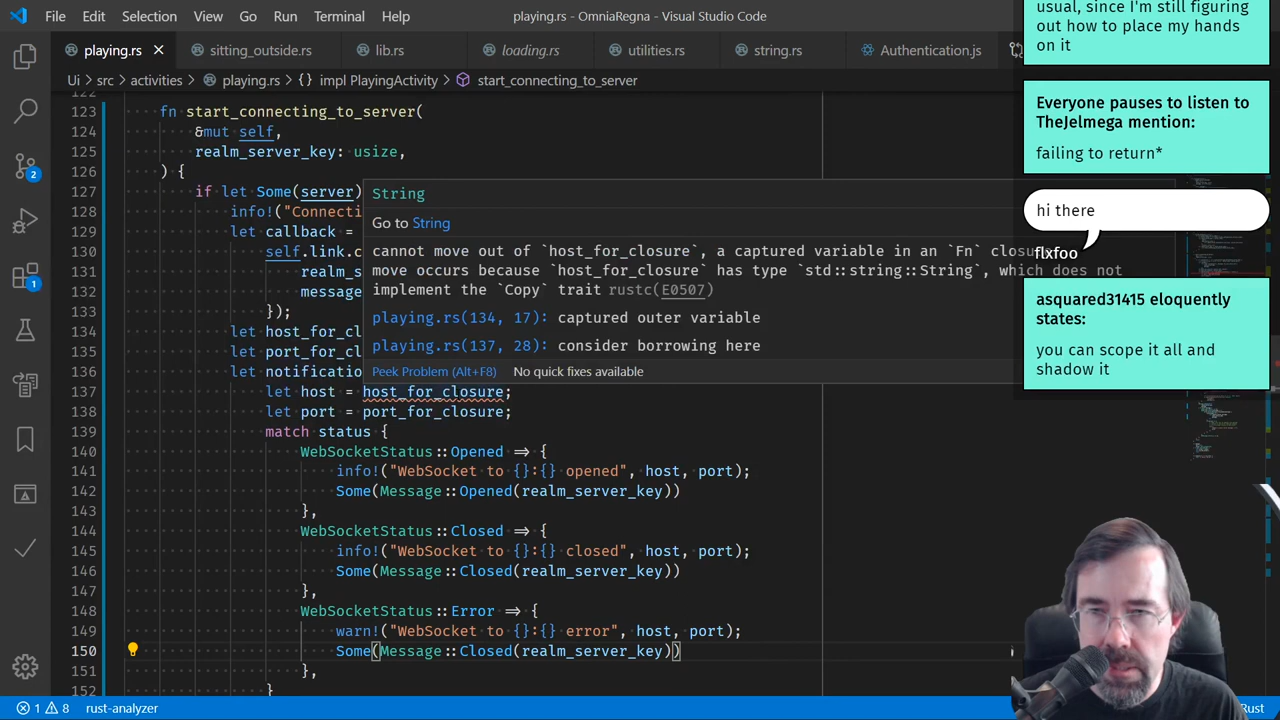 File Edit Selection View Go Run Terminal Help playing.rs - OmniaRegna - Visual Studio Code
playing.rs sitting_outside.rs lib.rs loading.rs utilities.rs string.rs Authentication.js
Ui > src > activities > playing.rs > {} impl PlayingActivity > start_connecting_to_server
122
123 fn start_connecting_to_server(
124 &mut self,
125 realm_server_key: usize,
126 ) {
127 if let Some(server)
128 info!("Connecti
129 let callback =
130 self.link.c
131 realm_s
132 message
133 });
134 let host_for_cl
135 let port_for_cl
136 let notification
137 let host = host_for_closure;
138 let port = port_for_closure;
139 match status {
140 WebSocketStatus::Opened => {
141 info!("WebSocket to {}:{} opened", host, port);
142 Some(Message::Opened(realm_server_key))
143 },
144 WebSocketStatus::Closed => {
145 info!("WebSocket to {}:{} closed", host, port);
146 Some(Message::Closed(realm_server_key))
147 },
148 WebSocketStatus::Error => {
149 warn!("WebSocket to {}:{} error", host, port);
150 Some(Message::Closed(realm_server_key))
151 },
152 }
String
Go to String
cannot move out of `host_for_closure`, a captured variable in an `Fn` closu
move occurs because `host_for_closure` has type `std::string::String`, which does not
implement the `Copy` trait rustc(E0507)
playing.rs(134, 17): captured outer variable
playing.rs(137, 28): consider borrowing here
Peek Problem (Alt+F8) No quick fixes available
usual, since I'm still figuring
out how to place my hands
on it
Everyone pauses to listen to
TheJelmega mention:
failing to return*
hi there
flxfoo
asquared31415 eloquently
states:
you can scope it all and
shadow it
2
1
1 8 rust-analyzer
Rust